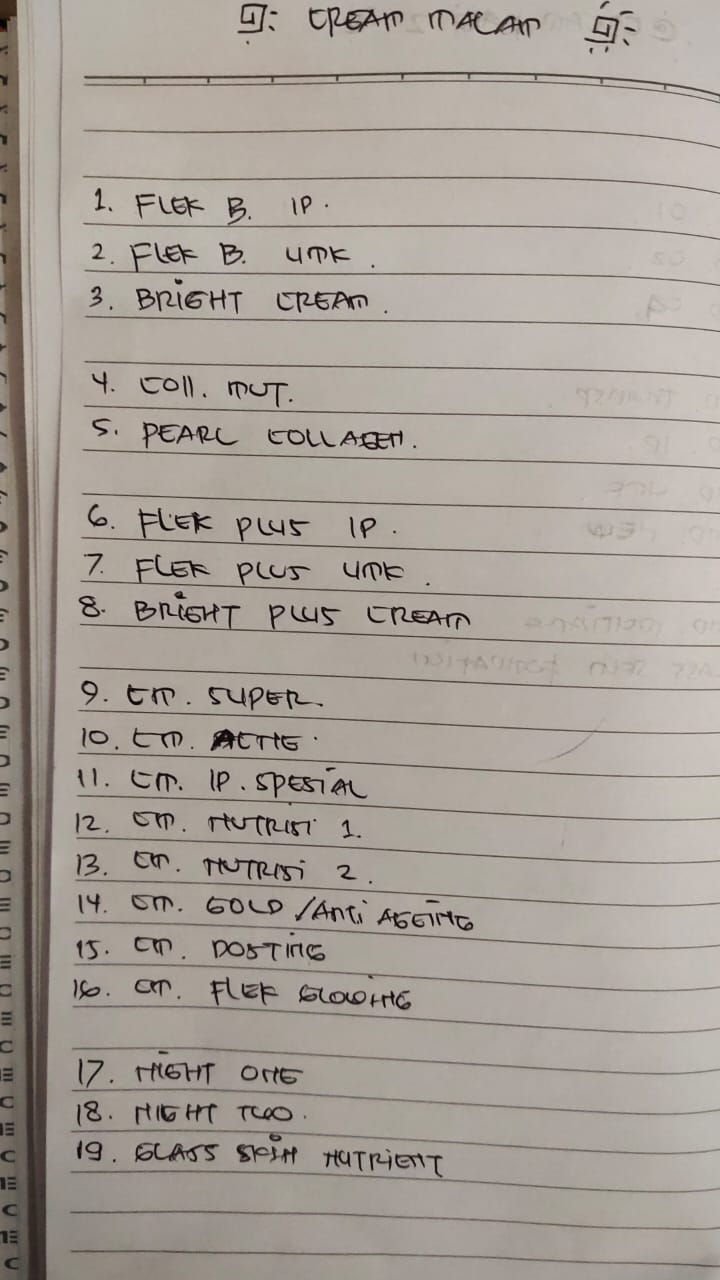 CREAM MALAM
1. FLEK B. IP.
2. FLEK B. UMK.
3. BRIGHT CREAM.
4. COll. MUT.
5. PEARL COLLAGEN.
6. FLEK PLUS IP.
7. FLEK PLUS UMK.
8. BRIGHT PLUS CREAM
9. CM. SUPER.
10. CM. ACNE.
11. CM. IP. SPESIAL
12. CM. NUTRISI 1.
13. CM. NUTRISI 2.
14. CM. GOLD / ANTi AGEING
15. CM. DOSTING
16. CM. FLEK GLOWING
17. NIGHT ONE
18. NIGHT TWO.
19. GLASS SKIN NUTRIENT